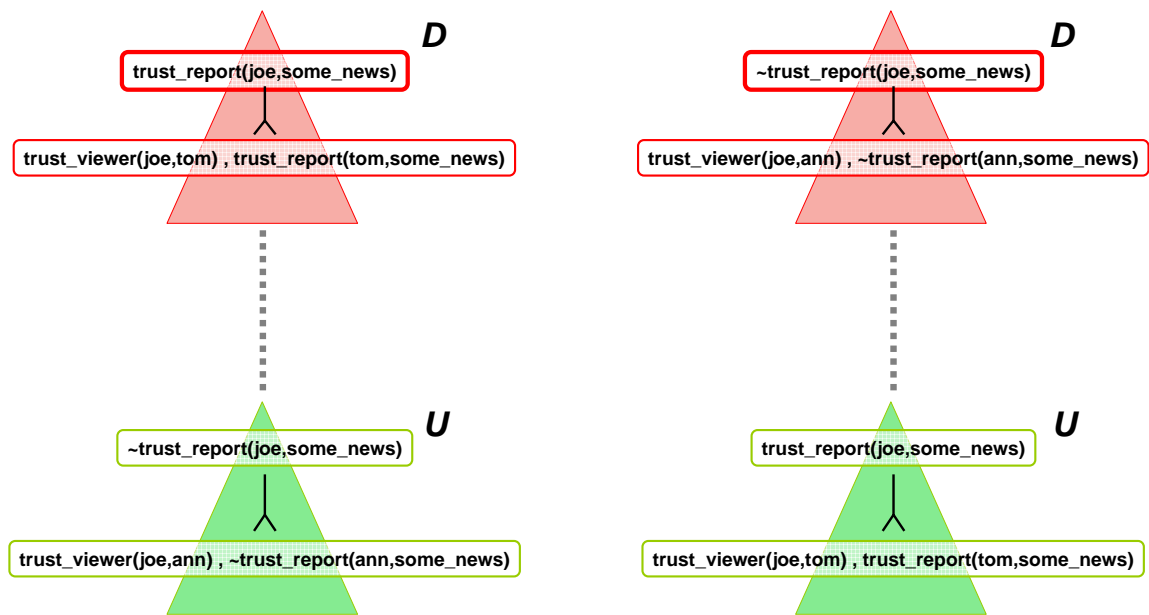 D
trust_report(joe,some_news)
trust_viewer(joe,tom) , trust_report(tom,some_news)
D
~trust_report(joe,some_news)
trust_viewer(joe,ann) , ~trust_report(ann,some_news)
U
~trust_report(joe,some_news)
trust_viewer(joe,ann) , ~trust_report(ann,some_news)
U
trust_report(joe,some_news)
trust_viewer(joe,tom) , trust_report(tom,some_news)